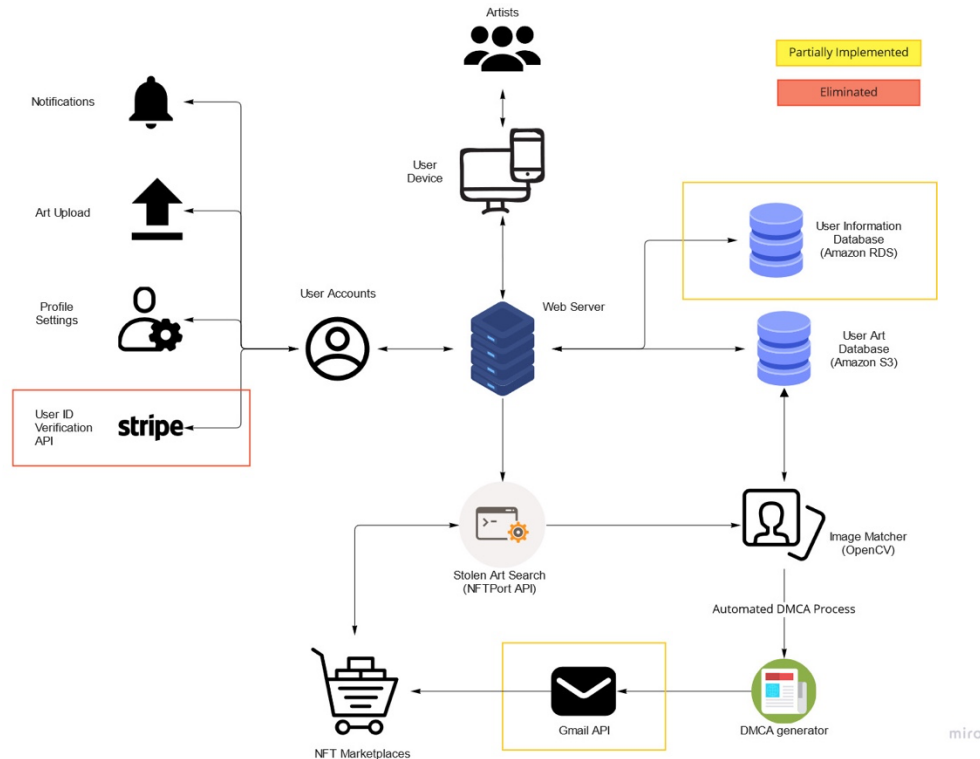 Artists
Partially Implemented
Eliminated
Notifications
User
Device
Art Upload
User Information
Database
(Amazon RDS)
Profile
Settings
User Accounts
Web Server
User Art
Database
(Amazon S3)
User ID
Verification
API
stripe
Image Matcher
(OpenCV)
Stolen Art Search
(NFTPort API)
Automated DMCA Process
NFT Marketplaces
Gmail API
DMCA generator
miro